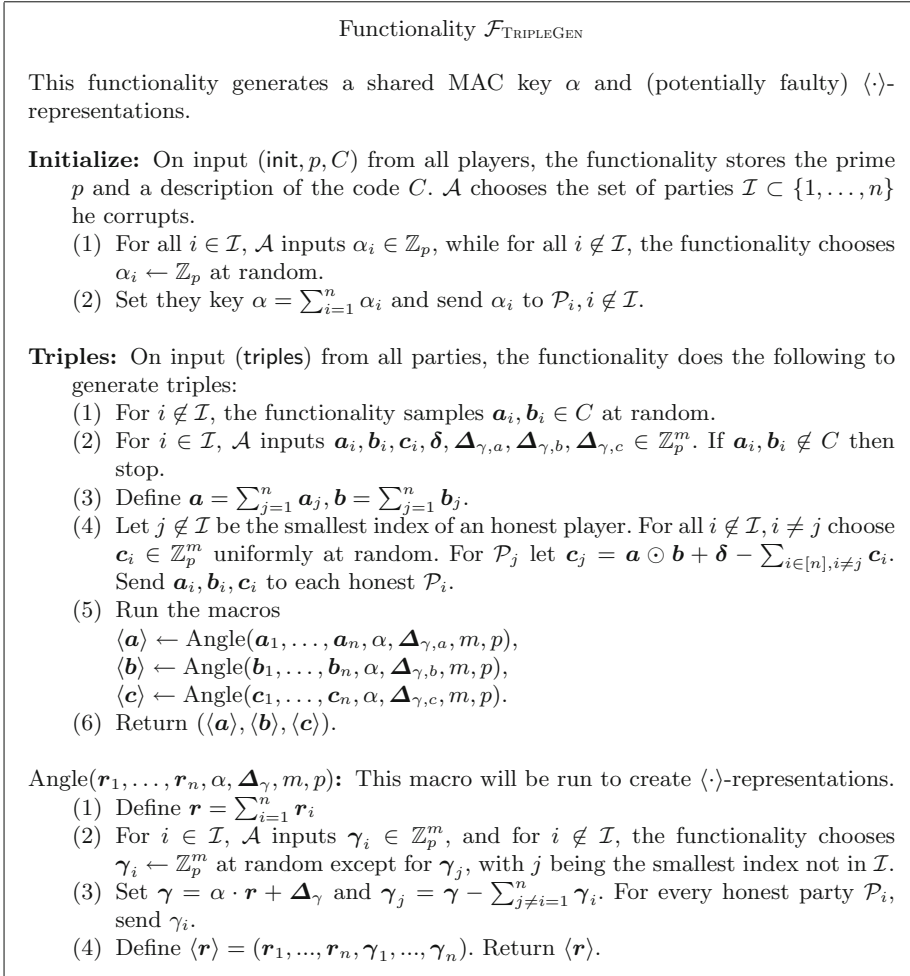 Functionality ℱ_TRIPLEGEN
This functionality generates a shared MAC key α and (potentially faulty) ⟨·⟩-
representations.
Initialize: On input (init, p, C) from all players, the functionality stores the prime
p and a description of the code C. 𝒜 chooses the set of parties ℐ ⊂ {1, . . . , n}
he corrupts.
(1) For all i ∈ ℐ, 𝒜 inputs α_i ∈ ℤ_p, while for all i ∉ ℐ, the functionality chooses
α_i ← ℤ_p at random.
(2) Set they key α = ∑_{i=1}^{n} α_i and send α_i to 𝒫_i, i ∉ ℐ.
Triples: On input (triples) from all parties, the functionality does the following to
generate triples:
(1) For i ∉ ℐ, the functionality samples 𝒂_i, 𝒃_i ∈ C at random.
(2) For i ∈ ℐ, 𝒜 inputs 𝒂_i, 𝒃_i, 𝒄_i, 𝜹, 𝜟_{γ,a}, 𝜟_{γ,b}, 𝜟_{γ,c} ∈ ℤ_p^m. If 𝒂_i, 𝒃_i ∉ C then
stop.
(3) Define 𝒂 = ∑_{j=1}^{n} 𝒂_j, 𝒃 = ∑_{j=1}^{n} 𝒃_j.
(4) Let j ∉ ℐ be the smallest index of an honest player. For all i ∉ ℐ, i ≠ j choose
𝒄_i ∈ ℤ_p^m uniformly at random. For 𝒫_j let 𝒄_j = 𝒂 ⊙ 𝒃 + 𝜹 − ∑_{i∈[n],i≠j} 𝒄_i.
Send 𝒂_i, 𝒃_i, 𝒄_i to each honest 𝒫_i.
(5) Run the macros
⟨𝒂⟩ ← Angle(𝒂_1, . . . , 𝒂_n, α, 𝜟_{γ,a}, m, p),
⟨𝒃⟩ ← Angle(𝒃_1, . . . , 𝒃_n, α, 𝜟_{γ,b}, m, p),
⟨𝒄⟩ ← Angle(𝒄_1, . . . , 𝒄_n, α, 𝜟_{γ,c}, m, p).
(6) Return (⟨𝒂⟩, ⟨𝒃⟩, ⟨𝒄⟩).
Angle(𝒓_1, . . . , 𝒓_n, α, 𝜟_γ, m, p): This macro will be run to create ⟨·⟩-representations.
(1) Define 𝒓 = ∑_{i=1}^{n} 𝒓_i
(2) For i ∈ ℐ, 𝒜 inputs 𝜸_i ∈ ℤ_p^m, and for i ∉ ℐ, the functionality chooses
𝜸_i ← ℤ_p^m at random except for 𝜸_j, with j being the smallest index not in ℐ.
(3) Set 𝜸 = α · 𝒓 + 𝜟_γ and 𝜸_j = 𝜸 − ∑_{j≠i=1}^{n} 𝜸_i. For every honest party 𝒫_i,
send γ_i.
(4) Define ⟨𝒓⟩ = (𝒓_1, ..., 𝒓_n, 𝜸_1, ..., 𝜸_n). Return ⟨𝒓⟩.